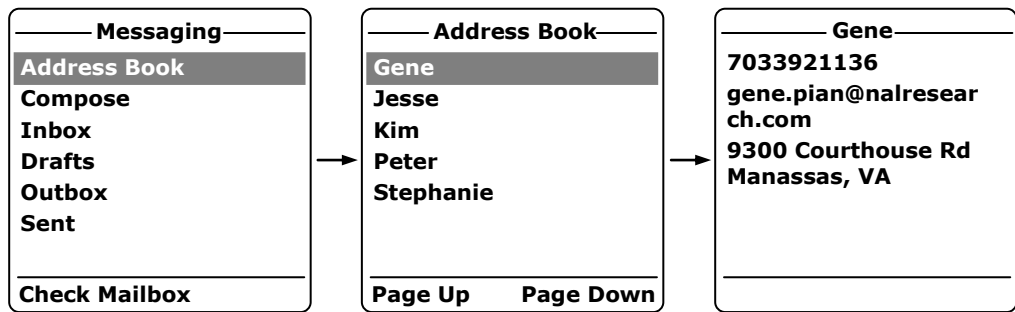 Messaging
Address Book
Compose
Inbox
Drafts
Outbox
Sent
Check Mailbox
Address Book
Gene
Jesse
Kim
Peter
Stephanie
Page Up Page Down
Gene
7033921136
gene.pian@nalresear
ch.com
9300 Courthouse Rd
Manassas, VA